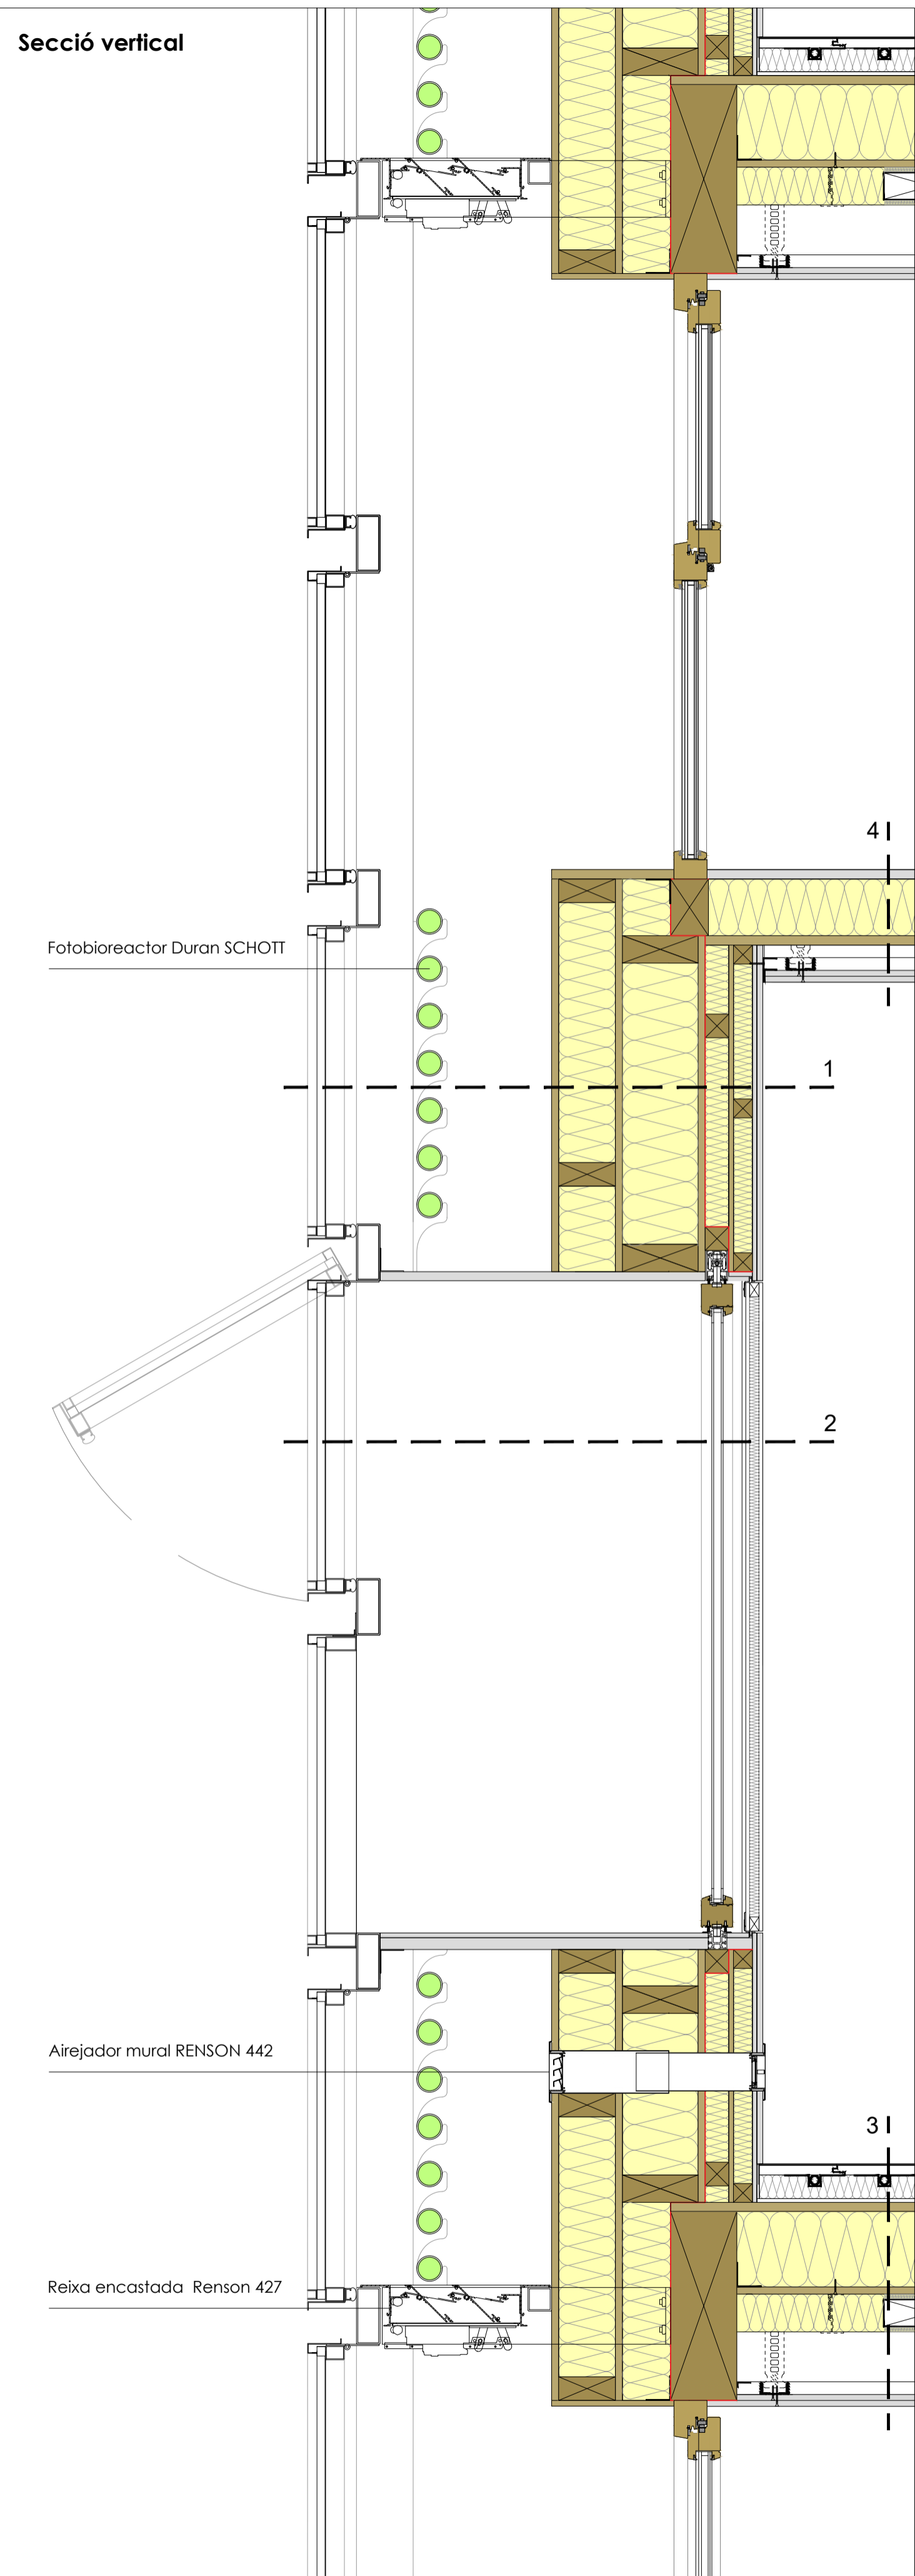 Secció vertical
4
Fotobioreactor Duran SCHOTT
1
2
Airejador mural RENSON 442
3
Reixa encastada Renson 427